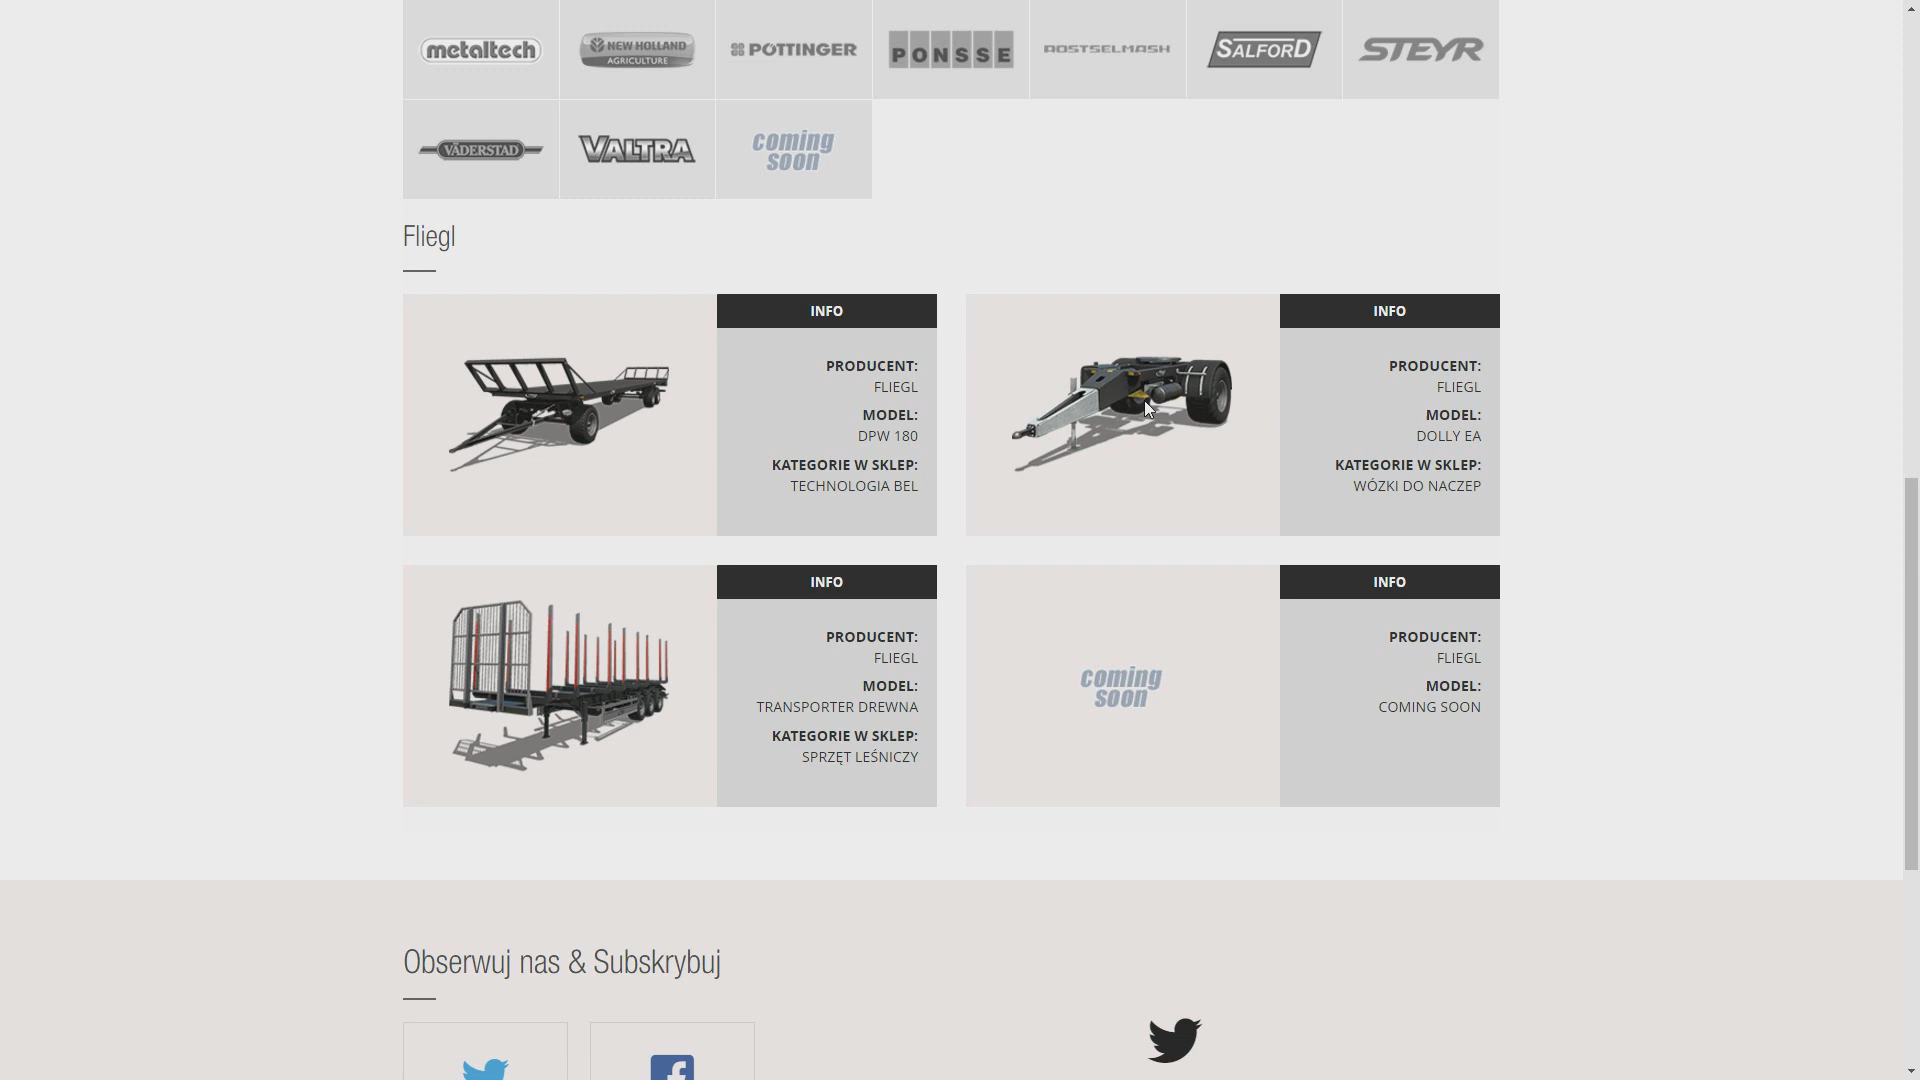 metaltech
NEW HOLLAND
AGRICULTURE
PÖTTINGER
PONSSE
ROSTSELMASH
SALFORD
STEYR
VÄDERSTAD
VALTRA
coming
soon
Fliegl
INFO
PRODUCENT:
FLIEGL
MODEL:
DPW 180
KATEGORIE W SKLEP:
TECHNOLOGIA BEL
INFO
PRODUCENT:
FLIEGL
MODEL:
DOLLY EA
KATEGORIE W SKLEP:
WÓZKI DO NACZEP
INFO
PRODUCENT:
FLIEGL
MODEL:
TRANSPORTER DREWNA
KATEGORIE W SKLEP:
SPRZĘT LEŚNICZY
coming
soon
INFO
PRODUCENT:
FLIEGL
MODEL:
COMING SOON
Obserwuj nas & Subskrybuj